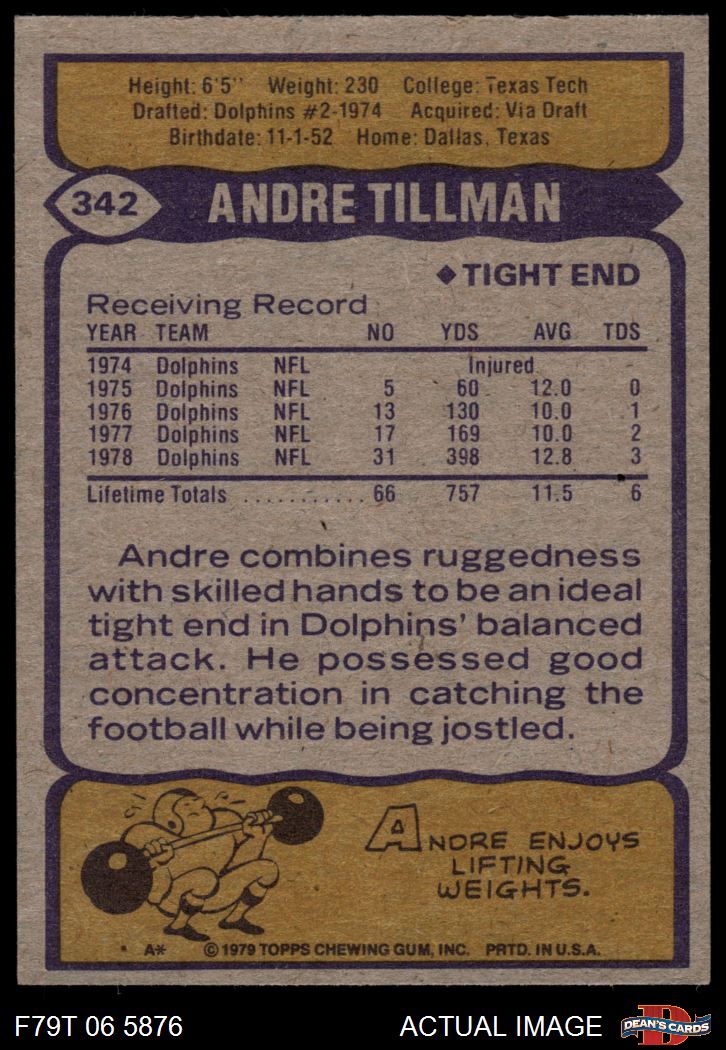 Height: 6'5" Weight: 230 College: Texas Tech
Drafted: Dolphins #2-1974 Acquired: Via Draft
Birthdate: 11-1-52 Home: Dallas, Texas
342 ANDRE TILLMAN
◆ TIGHT END
Receiving Record
YEAR TEAM NO YDS AVG TDS
1974 Dolphins NFL Injured
1975 Dolphins NFL 5 60 12.0 0
1976 Dolphins NFL 13 130 10.0 1
1977 Dolphins NFL 17 169 10.0 2
1978 Dolphins NFL 31 398 12.8 3
Lifetime Totals ........... 66 757 11.5 6
Andre combines ruggedness
with skilled hands to be an ideal
tight end in Dolphins' balanced
attack. He possessed good
concentration in catching the
football while being jostled.
ANDRE ENJOYS
LIFTING
WEIGHTS.
A* © 1979 TOPPS CHEWING GUM, INC. PRTD. IN U.S.A.
F79T 06 5876 ACTUAL IMAGE D DEAN'S CARDS